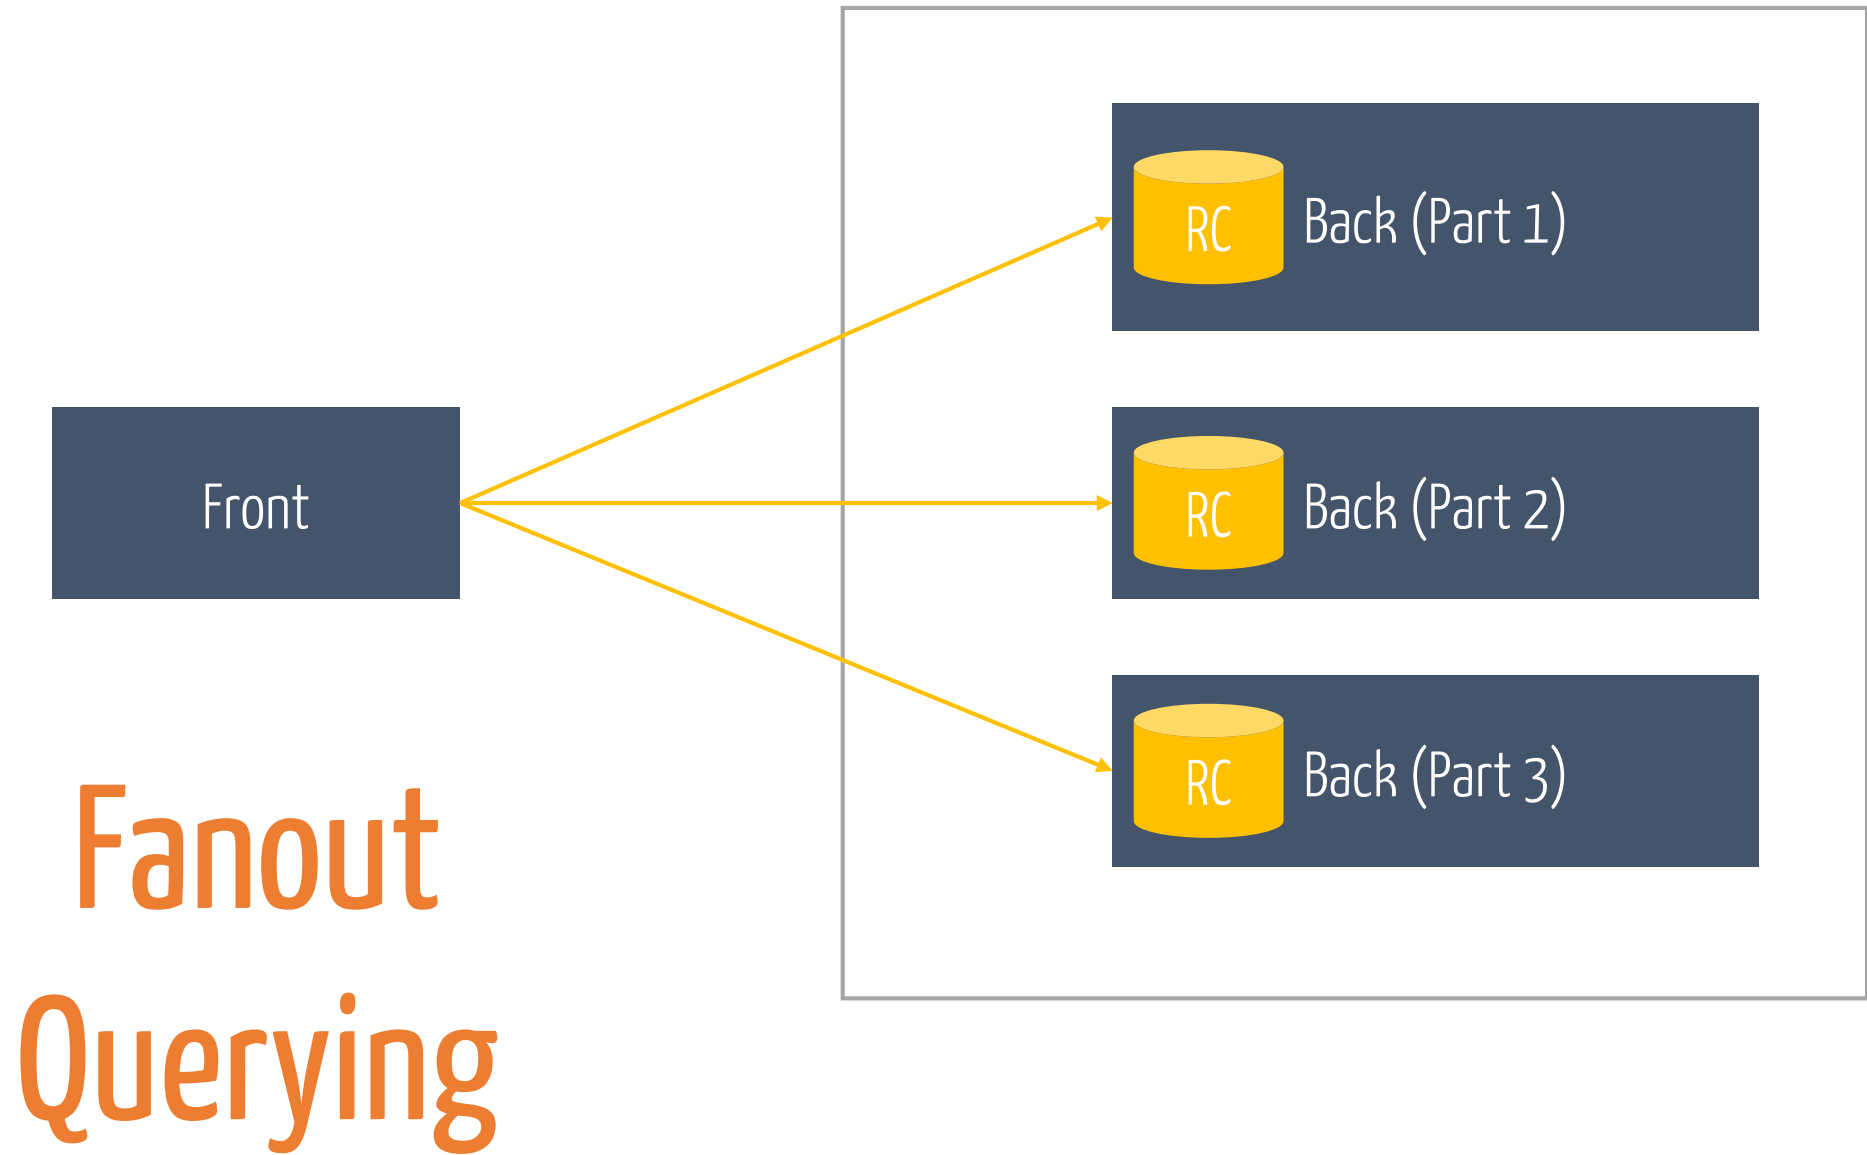 RC
Back (Part 1)
Front
RC
Back (Part 2)
RC
Back (Part 3)
Fanout
Querying